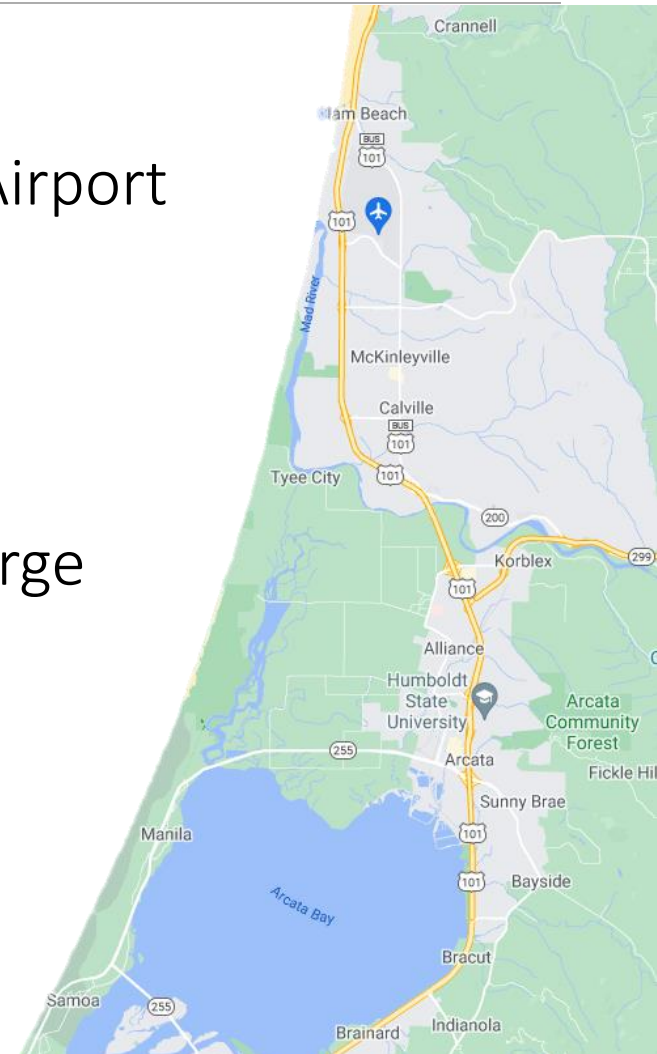 Crannell
lam Beach
BUS
101
Airport
101
Mad River
McKinleyville
Calville
BUS
101
101
Tyee City
200
rge
299
Korblex
101
Alliance
Humboldt
State
University
Arcata
Community
Forest
255
Arcata
Fickle Hil
Sunny Brae
Manila
101
101
Bayside
Arcata Bay
Bracut
Samoa
255
Indianola
Brainard